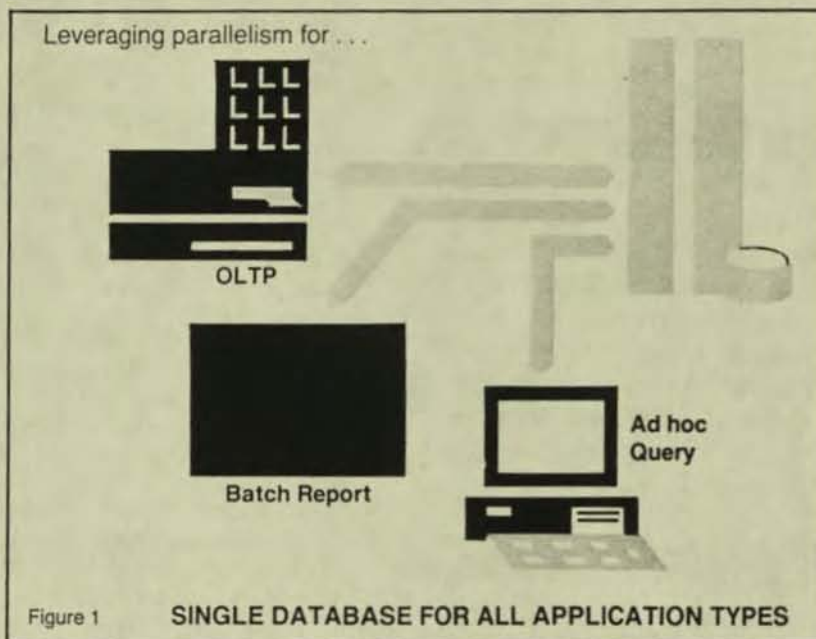 Leveraging parallelism for . . .
OLTP
Batch Report
Ad hoc
Query
Figure 1 SINGLE DATABASE FOR ALL APPLICATION TYPES